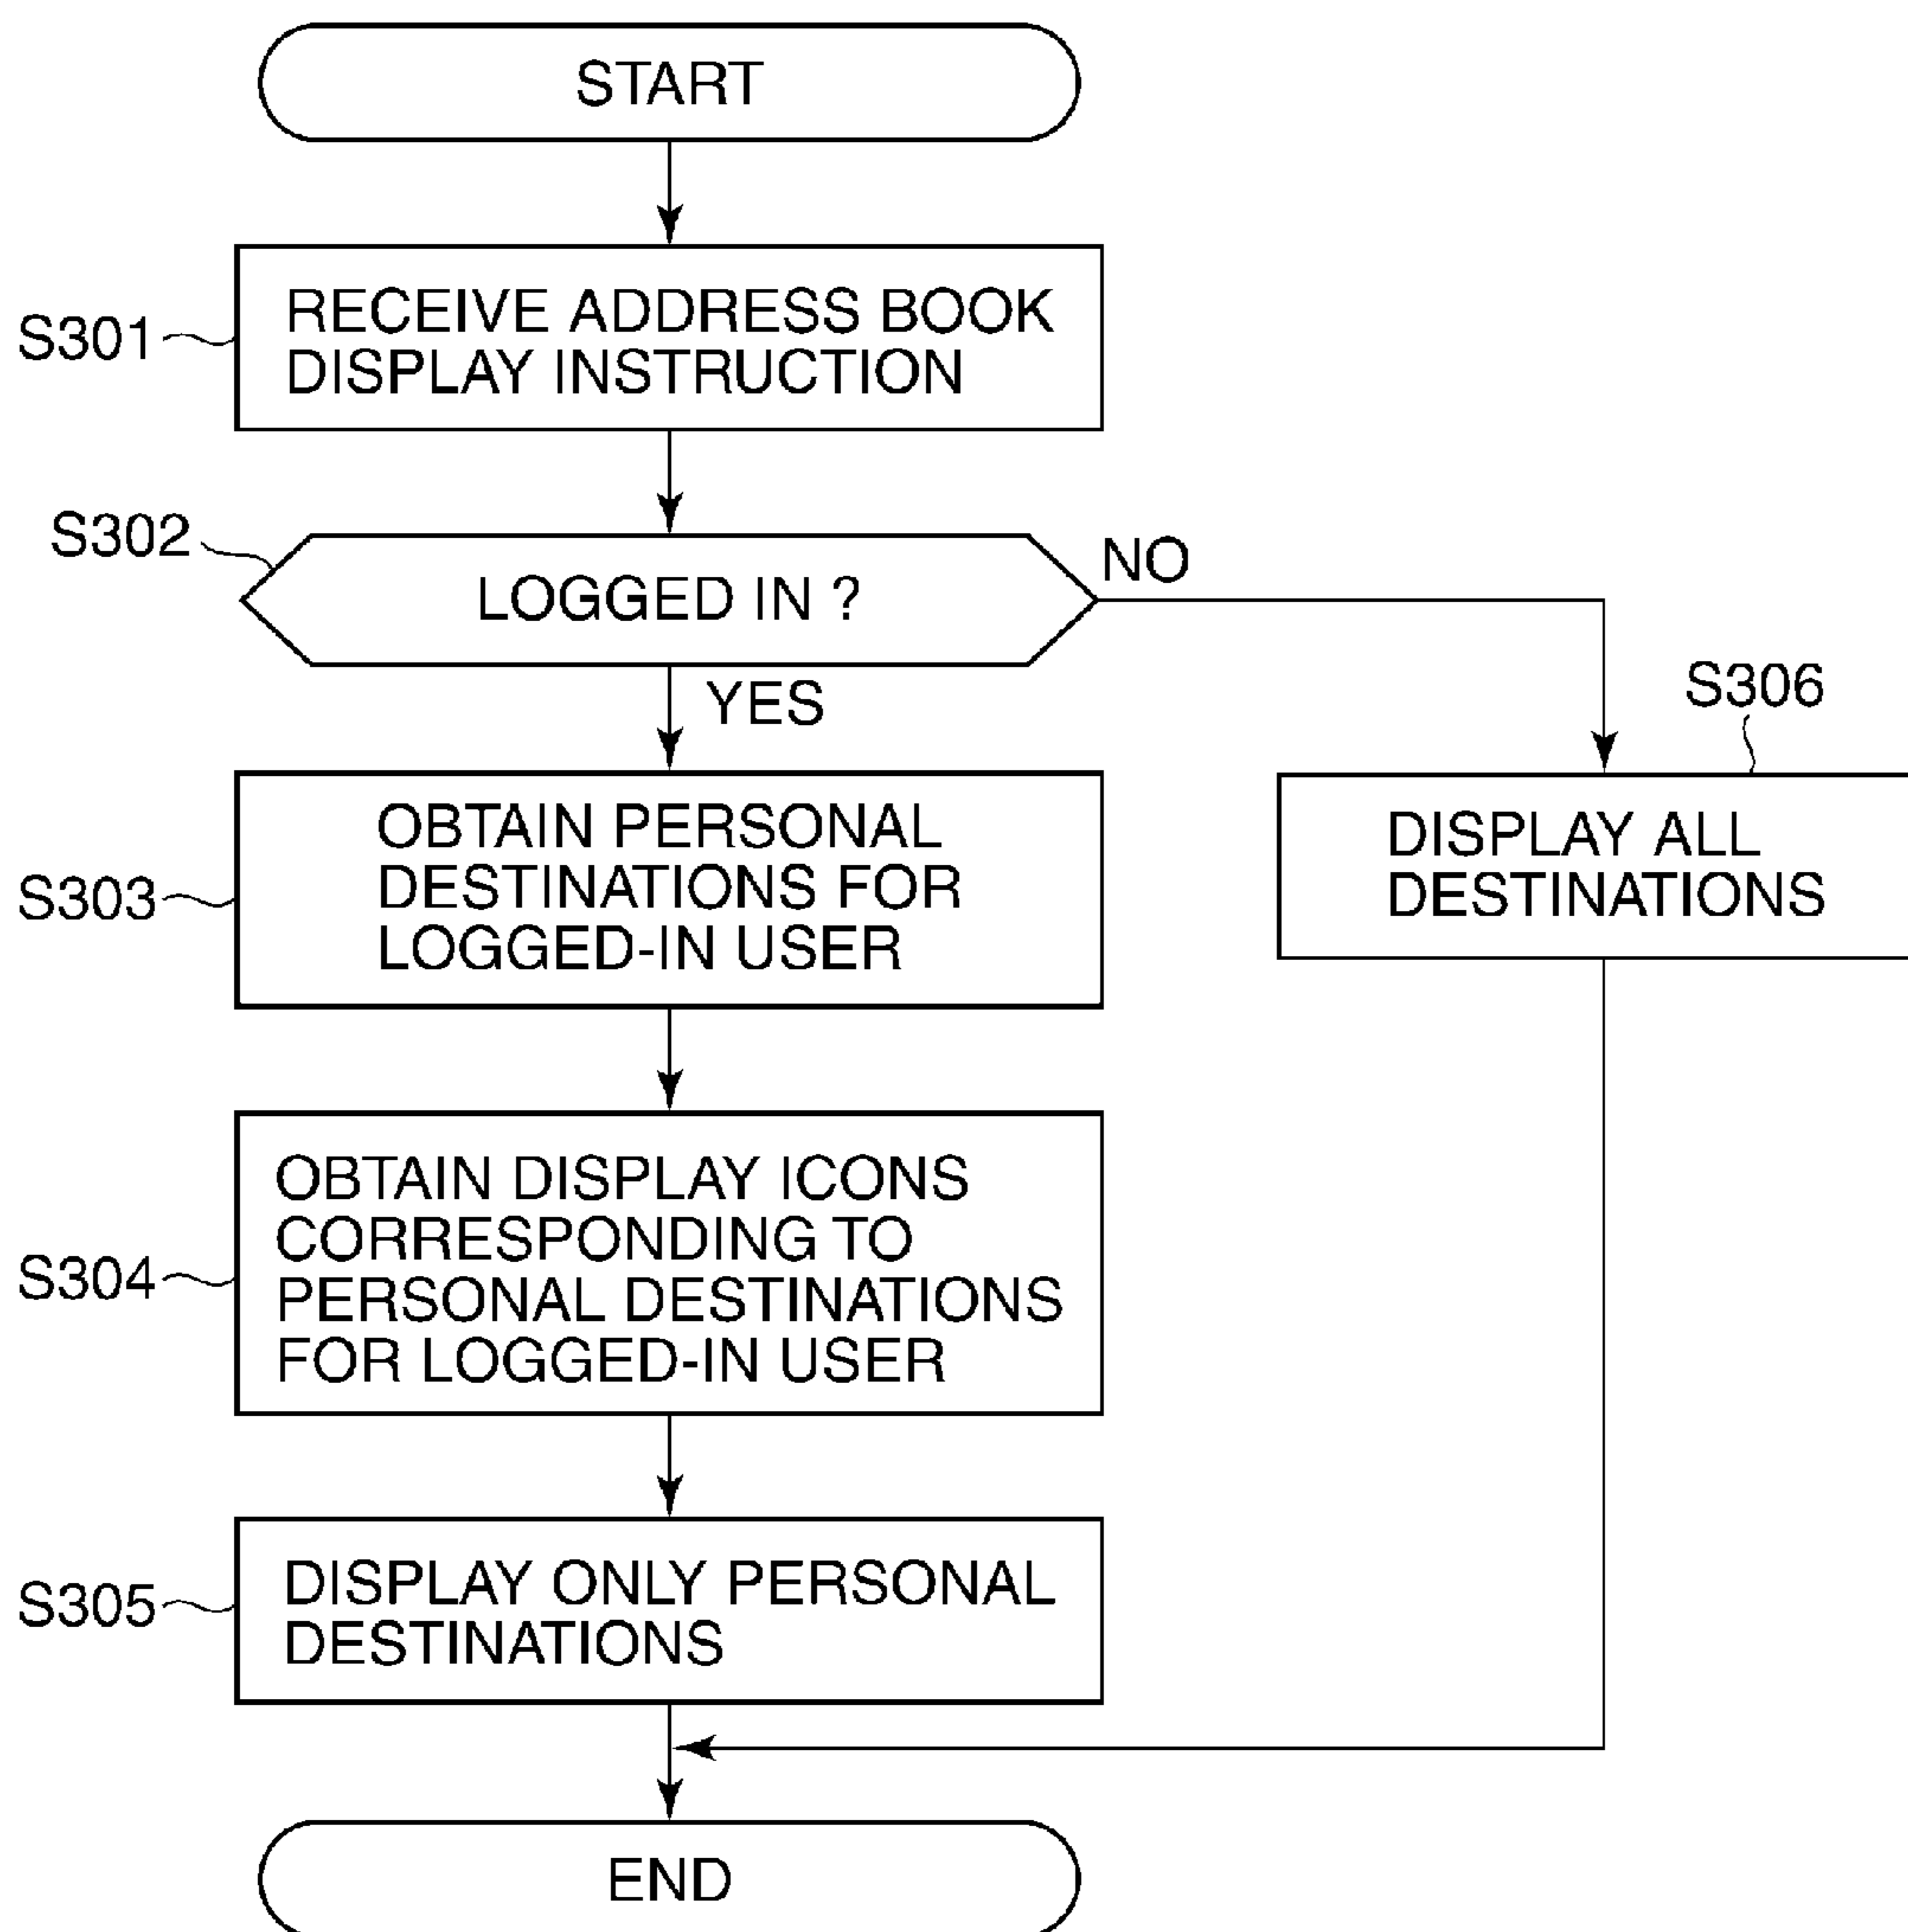 START
S301
RECEIVE ADDRESS BOOK
DISPLAY INSTRUCTION
S302
LOGGED IN ?
NO
YES
S303
OBTAIN PERSONAL
DESTINATIONS FOR
LOGGED-IN USER
S306
DISPLAY ALL
DESTINATIONS
S304
OBTAIN DISPLAY ICONS
CORRESPONDING TO
PERSONAL DESTINATIONS
FOR LOGGED-IN USER
S305
DISPLAY ONLY PERSONAL
DESTINATIONS
END